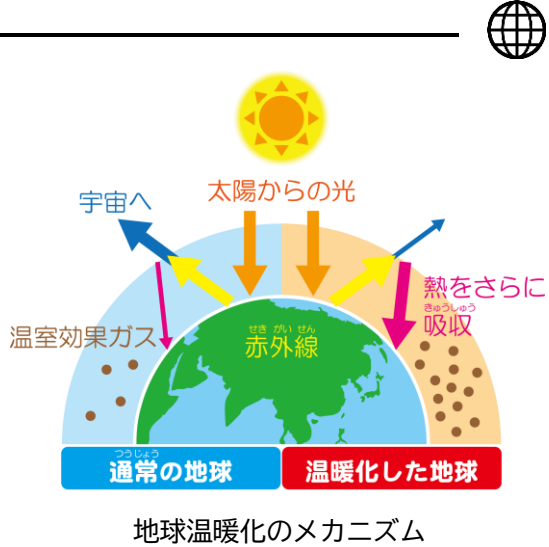 太陽からの光
宇宙へ
熱をさらに
きゅうしゅう
吸収
温室効果ガス
せき がい せん
赤外線
つうじょう
通常の地球
温暖化した地球
地球温暖化のメカニズム